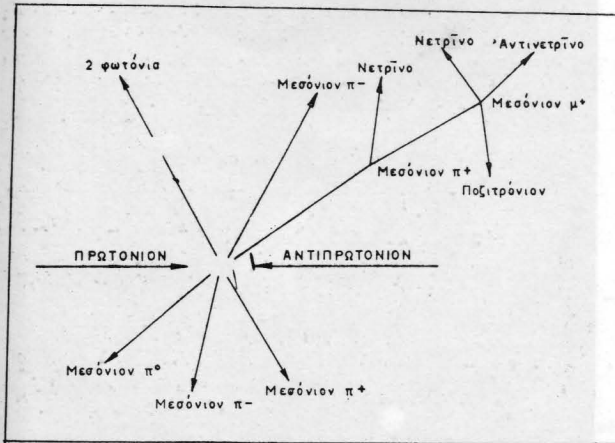 Νετρῖνο
Ἀντινετρῖνο
2 φωτόνια
Νετρῖνο
Μεσόνιον π−
Μεσόνιον μ+
Μεσόνιον π+
Ποζιτρόνιον
ΠΡΩΤΟΝΙΟΝ
ΑΝΤΙΠΡΩΤΟΝΙΟΝ
Μεσόνιον π°
Μεσόνιον π−
Μεσόνιον π+